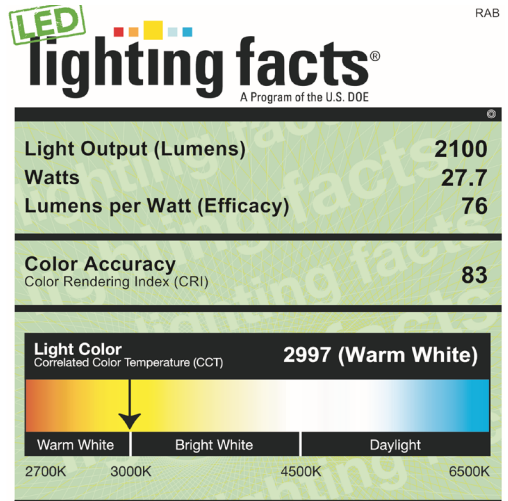 RAB
LED
lighting facts®
A Program of the U.S. DOE
Light Output (Lumens) 2100
Watts 27.7
Lumens per Watt (Efficacy) 76
Color Accuracy
Color Rendering Index (CRI) 83
Light Color
Correlated Color Temperature (CCT) 2997 (Warm White)
Warm White Bright White Daylight
2700K 3000K 4500K 6500K